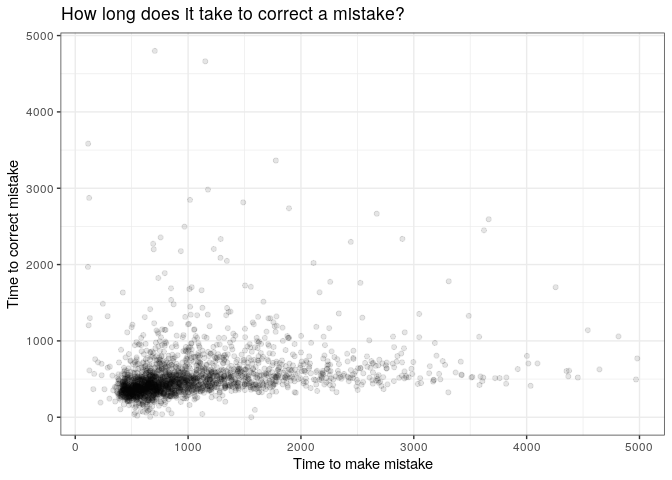 How long does it take to correct a mistake?
5000
4000
3000
2000
1000
0
Time to correct mistake
0 1000 2000 3000 4000 5000
Time to make mistake